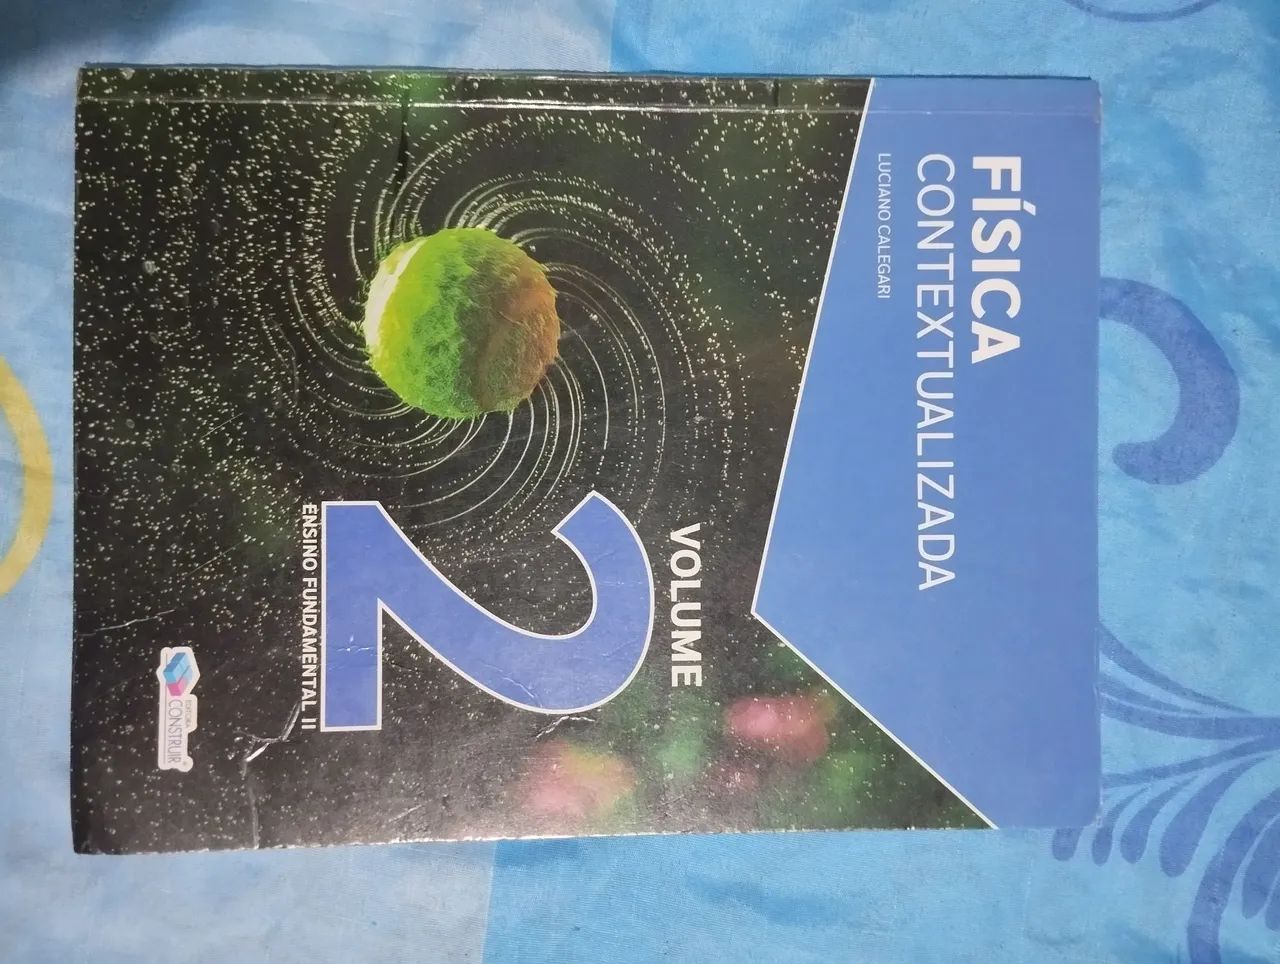 FÍSICA
CONTEXTUALIZADA
LUCIANO CALEGARI
VOLUME
2
ENSINO FUNDAMENTAL II
EDITORA
CONSTRUIR